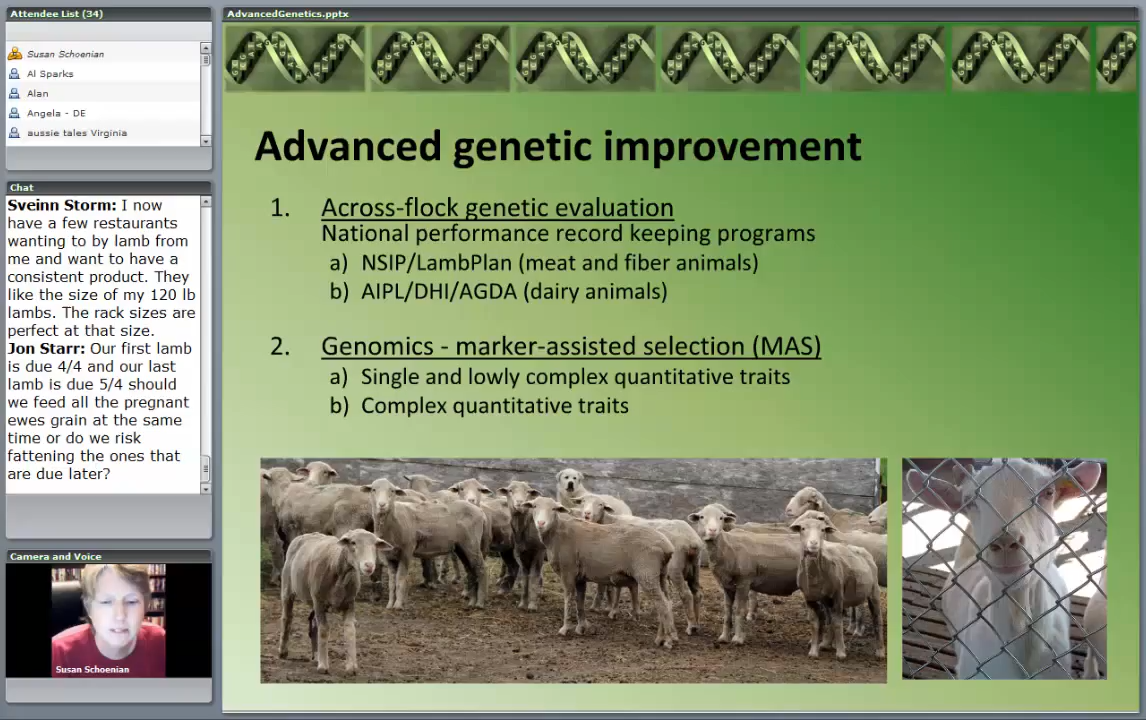 Attendee List (34)
Susan Schoenian
Al Sparks
Alan
Angela - DE
aussie tales Virginia
Chat
Sveinn Storm: I now
have a few restaurants
wanting to by lamb from
me and want to have a
consistent product. They
like the size of my 120 lb
lambs. The rack sizes are
perfect at that size.
Jon Starr: Our first lamb
is due 4/4 and our last
lamb is due 5/4 should
we feed all the pregnant
ewes grain at the same
time or do we risk
fattening the ones that
are due later?
Camera and Voice
Susan Schoenian
AdvancedGenetics.pptx
Advanced genetic improvement
1. Across-flock genetic evaluation
National performance record keeping programs
a) NSIP/LambPlan (meat and fiber animals)
b) AIPL/DHI/AGDA (dairy animals)
2. Genomics - marker-assisted selection (MAS)
a) Single and lowly complex quantitative traits
b) Complex quantitative traits